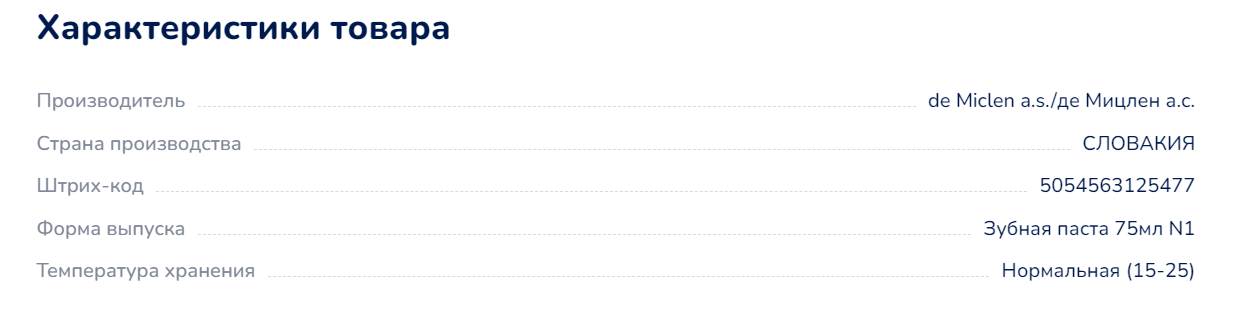 Характеристики товара
Производитель de Miclen a.s./де Мицлен а.с.
Страна производства СЛОВАКИЯ
Штрих-код 5054563125477
Форма выпуска Зубная паста 75мл N1
Температура хранения Нормальная (15-25)